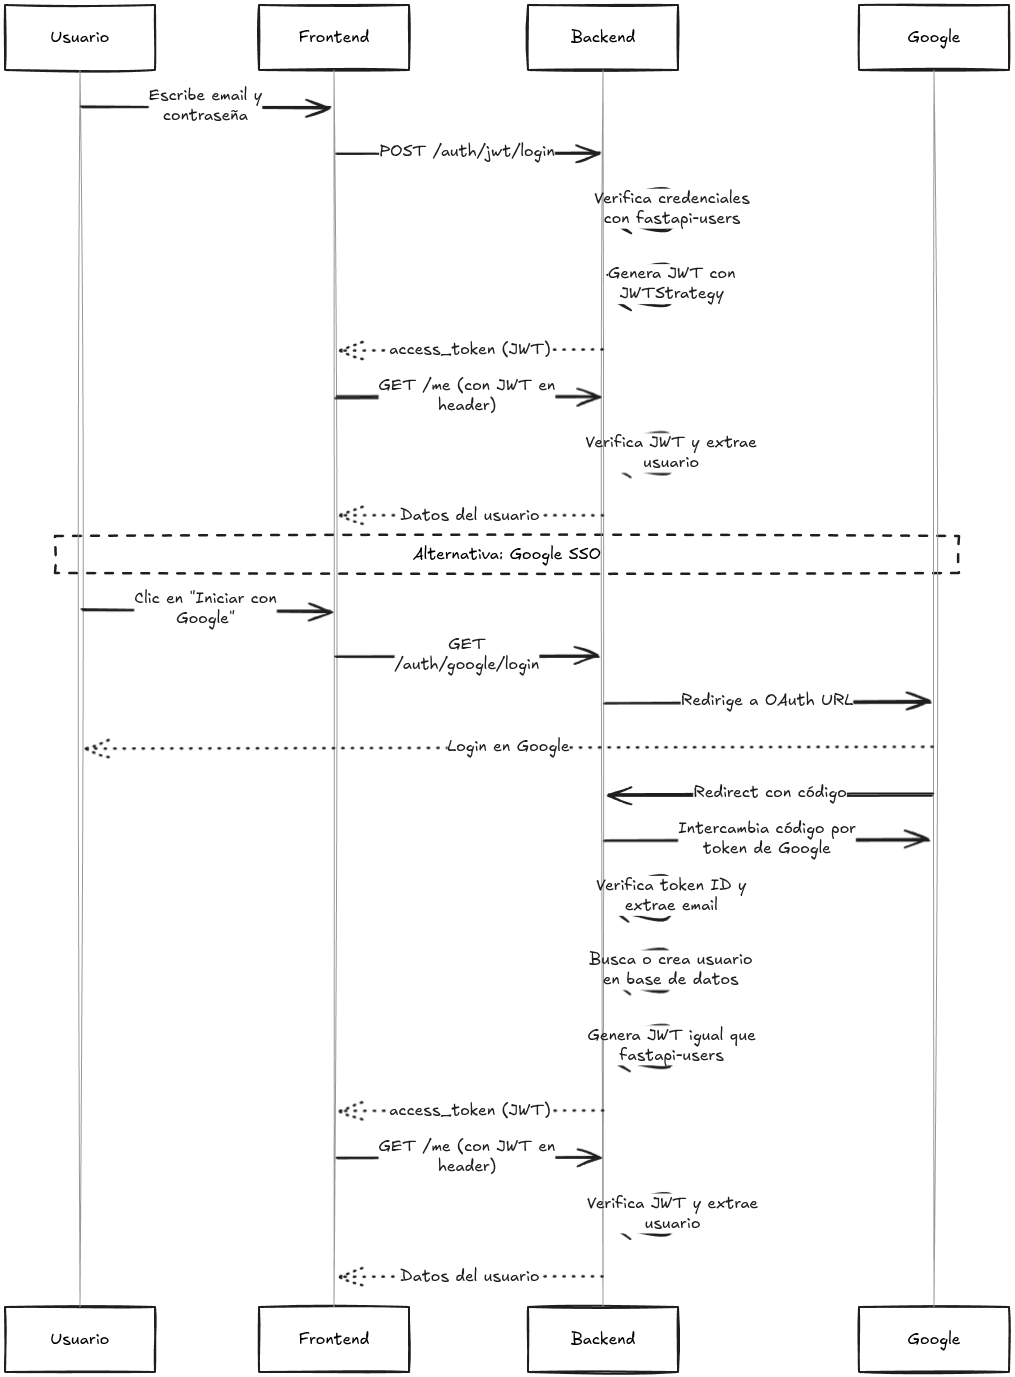 Usuario
Frontend
Backend
Google
Escribe email y
contraseña
POST /auth/jwt/login
Verifica credenciales
con fastapi-users
Genera JWT con
JWTStrategy
access_token (JWT)
GET /me (con JWT en
header)
Verifica JWT y extrae
usuario
Datos del usuario
Alternativa: Google SSO
Clic en "Iniciar con
Google"
GET
/auth/google/login
Redirige a OAuth URL
Login en Google
Redirect con código
Intercambia código por
token de Google
Verifica token ID y
extrae email
Busca o crea usuario
en base de datos
Genera JWT igual que
fastapi-users
access_token (JWT)
GET /me (con JWT en
header)
Verifica JWT y extrae
usuario
Datos del usuario
Usuario
Frontend
Backend
Google